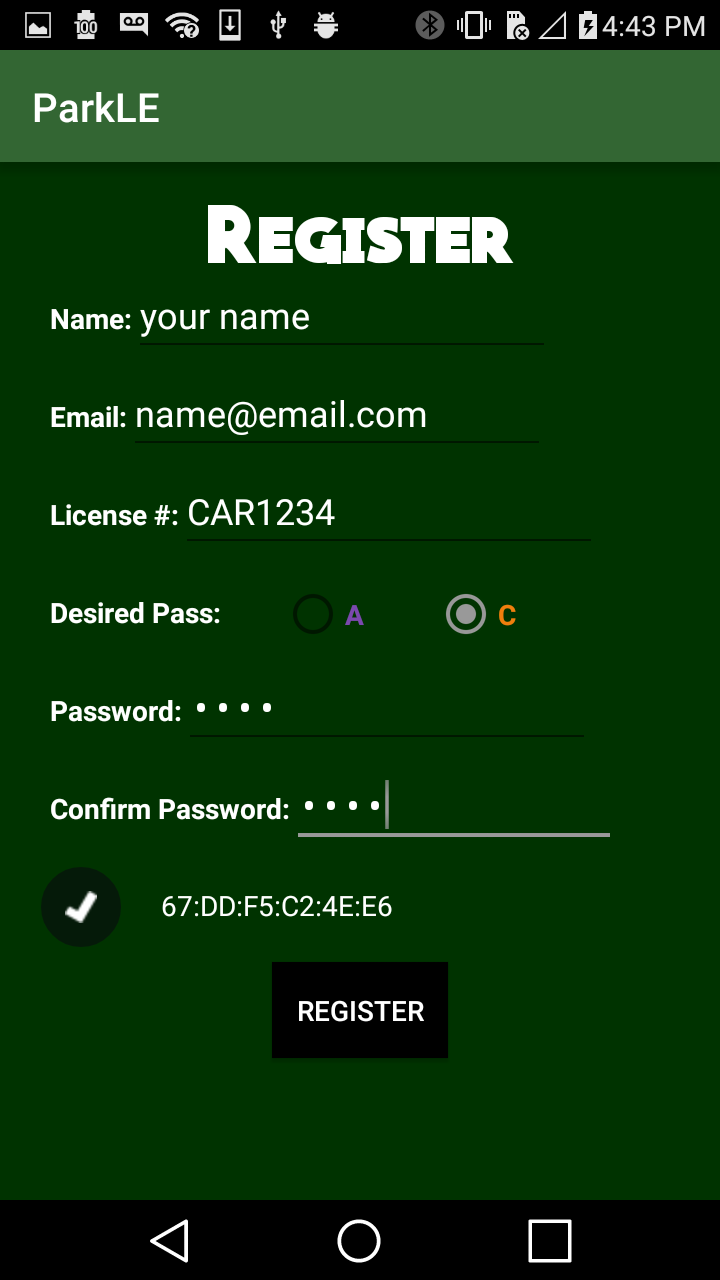 100
4:43 PM
ParkLE
REGISTER
Name: your name
Email: name@email.com
License #: CAR1234
Desired Pass: A C
Password: ••••
Confirm Password: ••••
67:DD:F5:C2:4E:E6
REGISTER